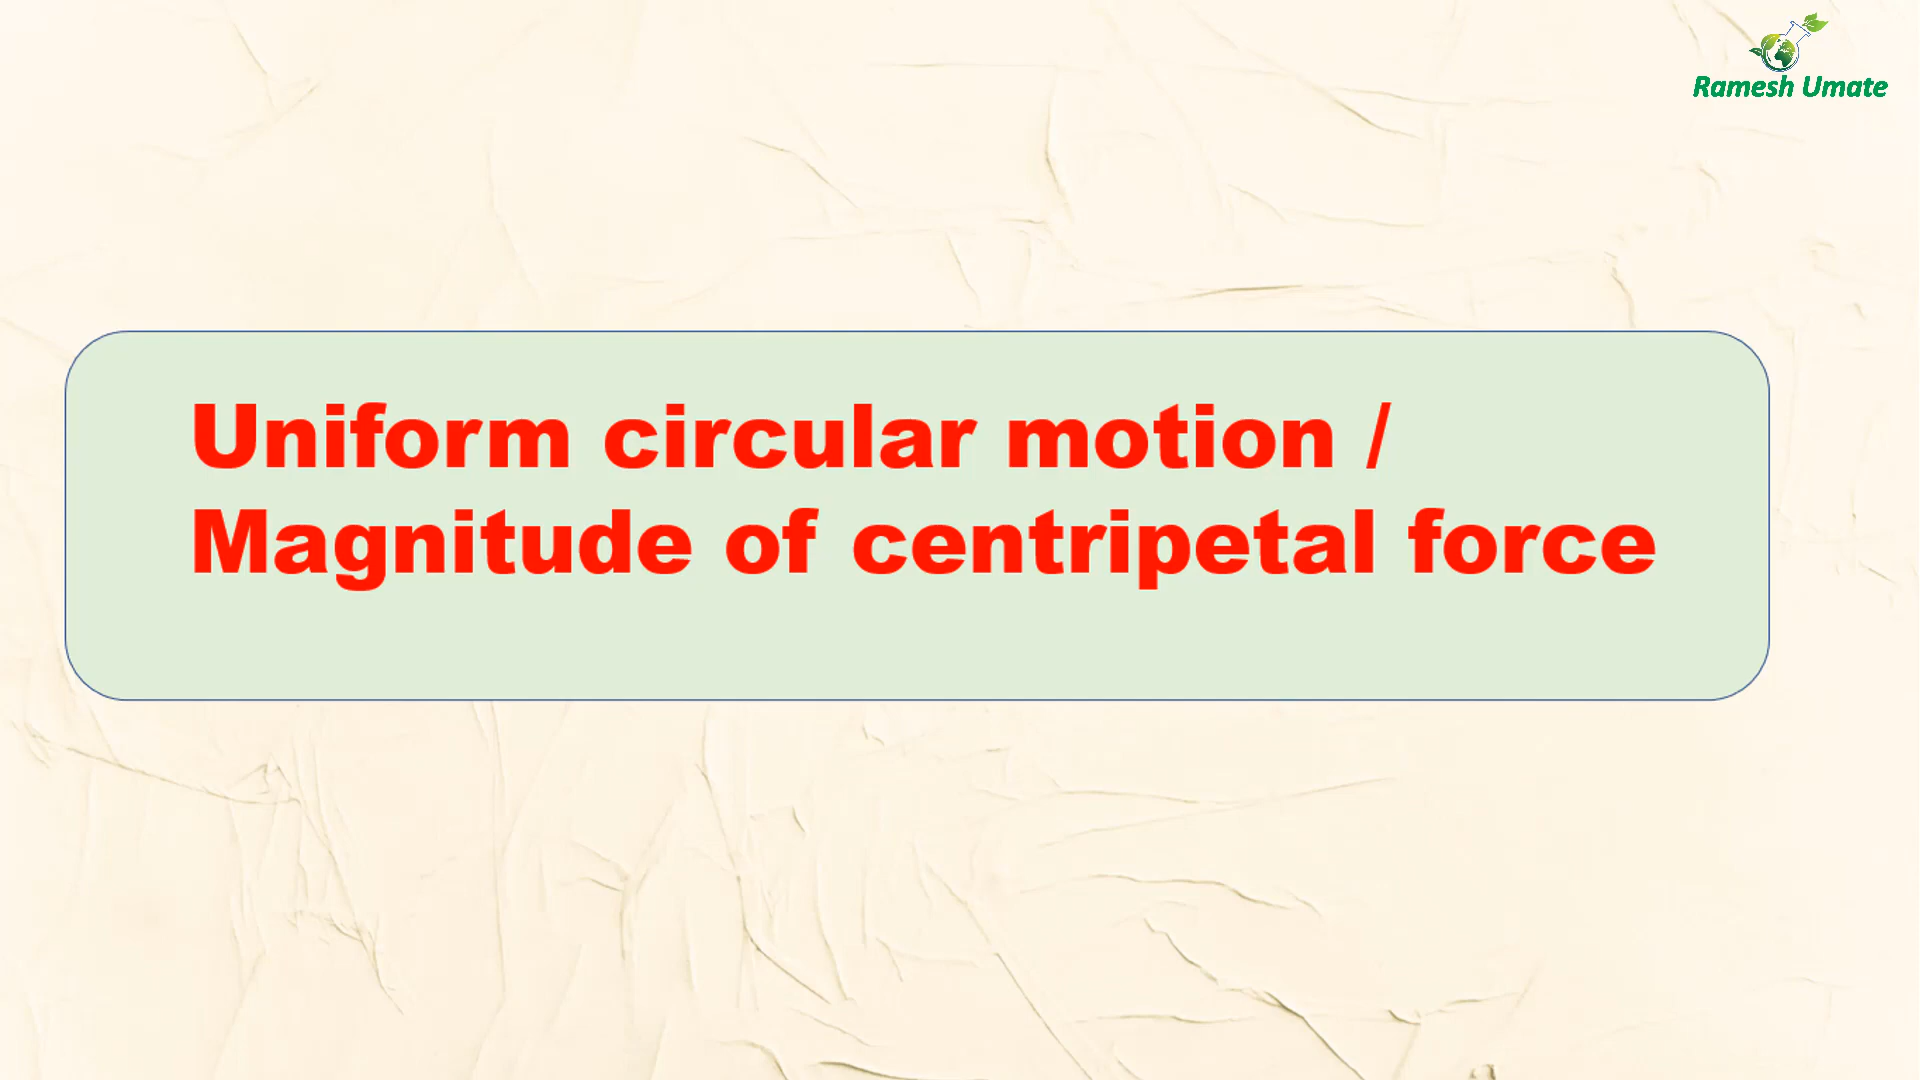 Ramesh Umate
Uniform circular motion /
Magnitude of centripetal force